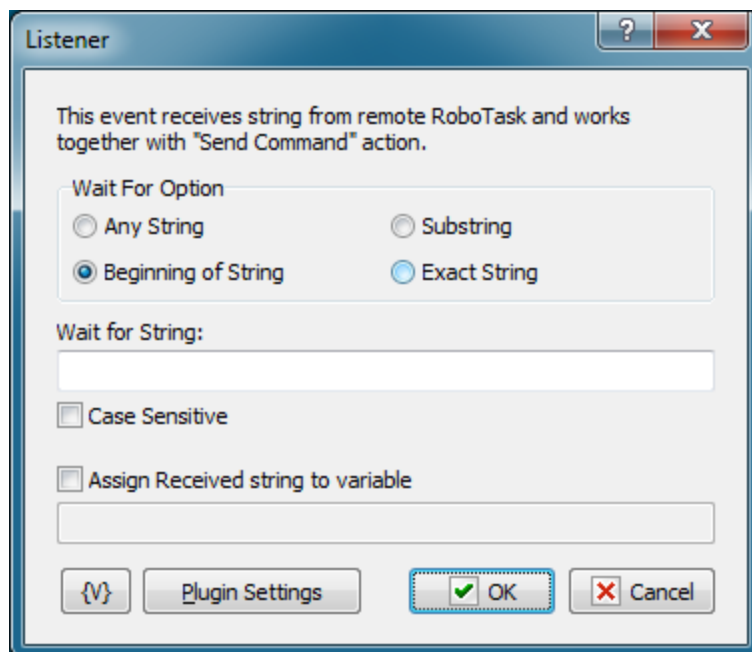 Listener
?
This event receives string from remote RoboTask and works
together with "Send Command" action.
Wait For Option
Any String
Substring
Beginning of String
Exact String
Wait for String:
Case Sensitive
Assign Received string to variable
{V}
Plugin Settings
OK
Cancel